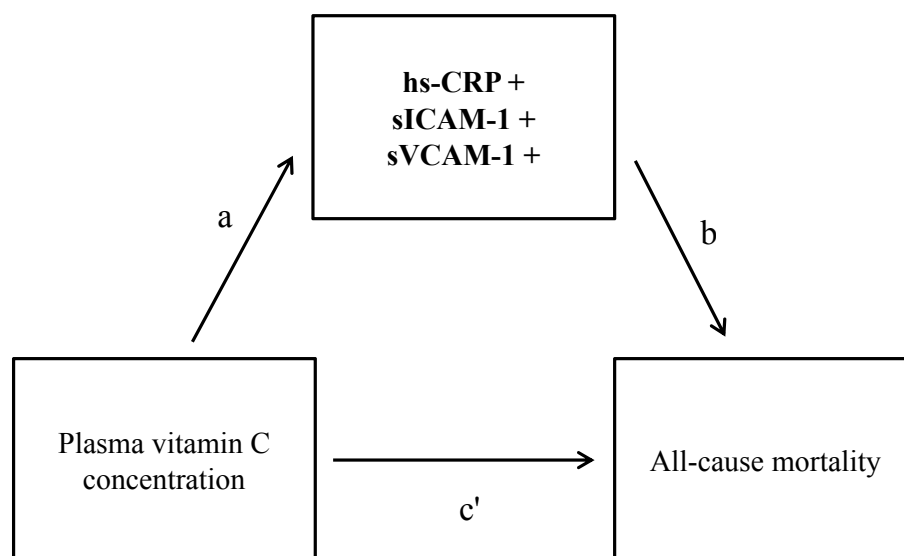 hs-CRP +
sICAM-1 +
sVCAM-1 +
a
b
Plasma vitamin C
concentration
All-cause mortality
c'